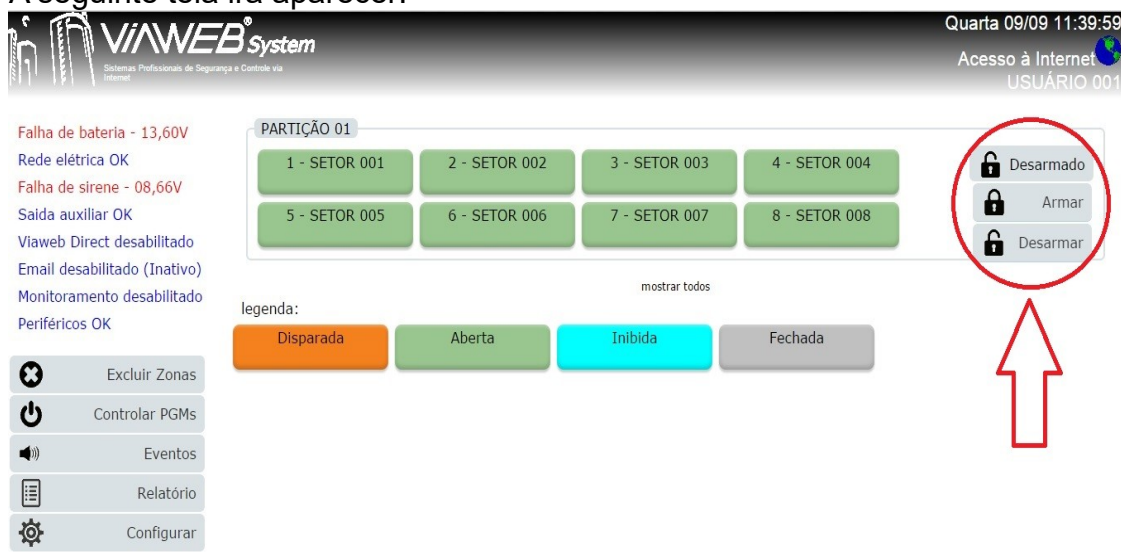 A seguinte tela irá aparecer:
VIAWEB® System
Sistemas Profissionais de Segurança e Controle via
Internet
Quarta 09/09 11:39:59
Acesso à Internet
USUÁRIO 001
Falha de bateria - 13,60V
Rede elétrica OK
Falha de sirene - 08,66V
Saida auxiliar OK
Viaweb Direct desabilitado
Email desabilitado (Inativo)
Monitoramento desabilitado
Periféricos OK
Excluir Zonas
Controlar PGMs
Eventos
Relatório
Configurar
PARTIÇÃO 01
1 - SETOR 001
2 - SETOR 002
3 - SETOR 003
4 - SETOR 004
5 - SETOR 005
6 - SETOR 006
7 - SETOR 007
8 - SETOR 008
Desarmado
Armar
Desarmar
mostrar todos
legenda:
Disparada
Aberta
Inibida
Fechada